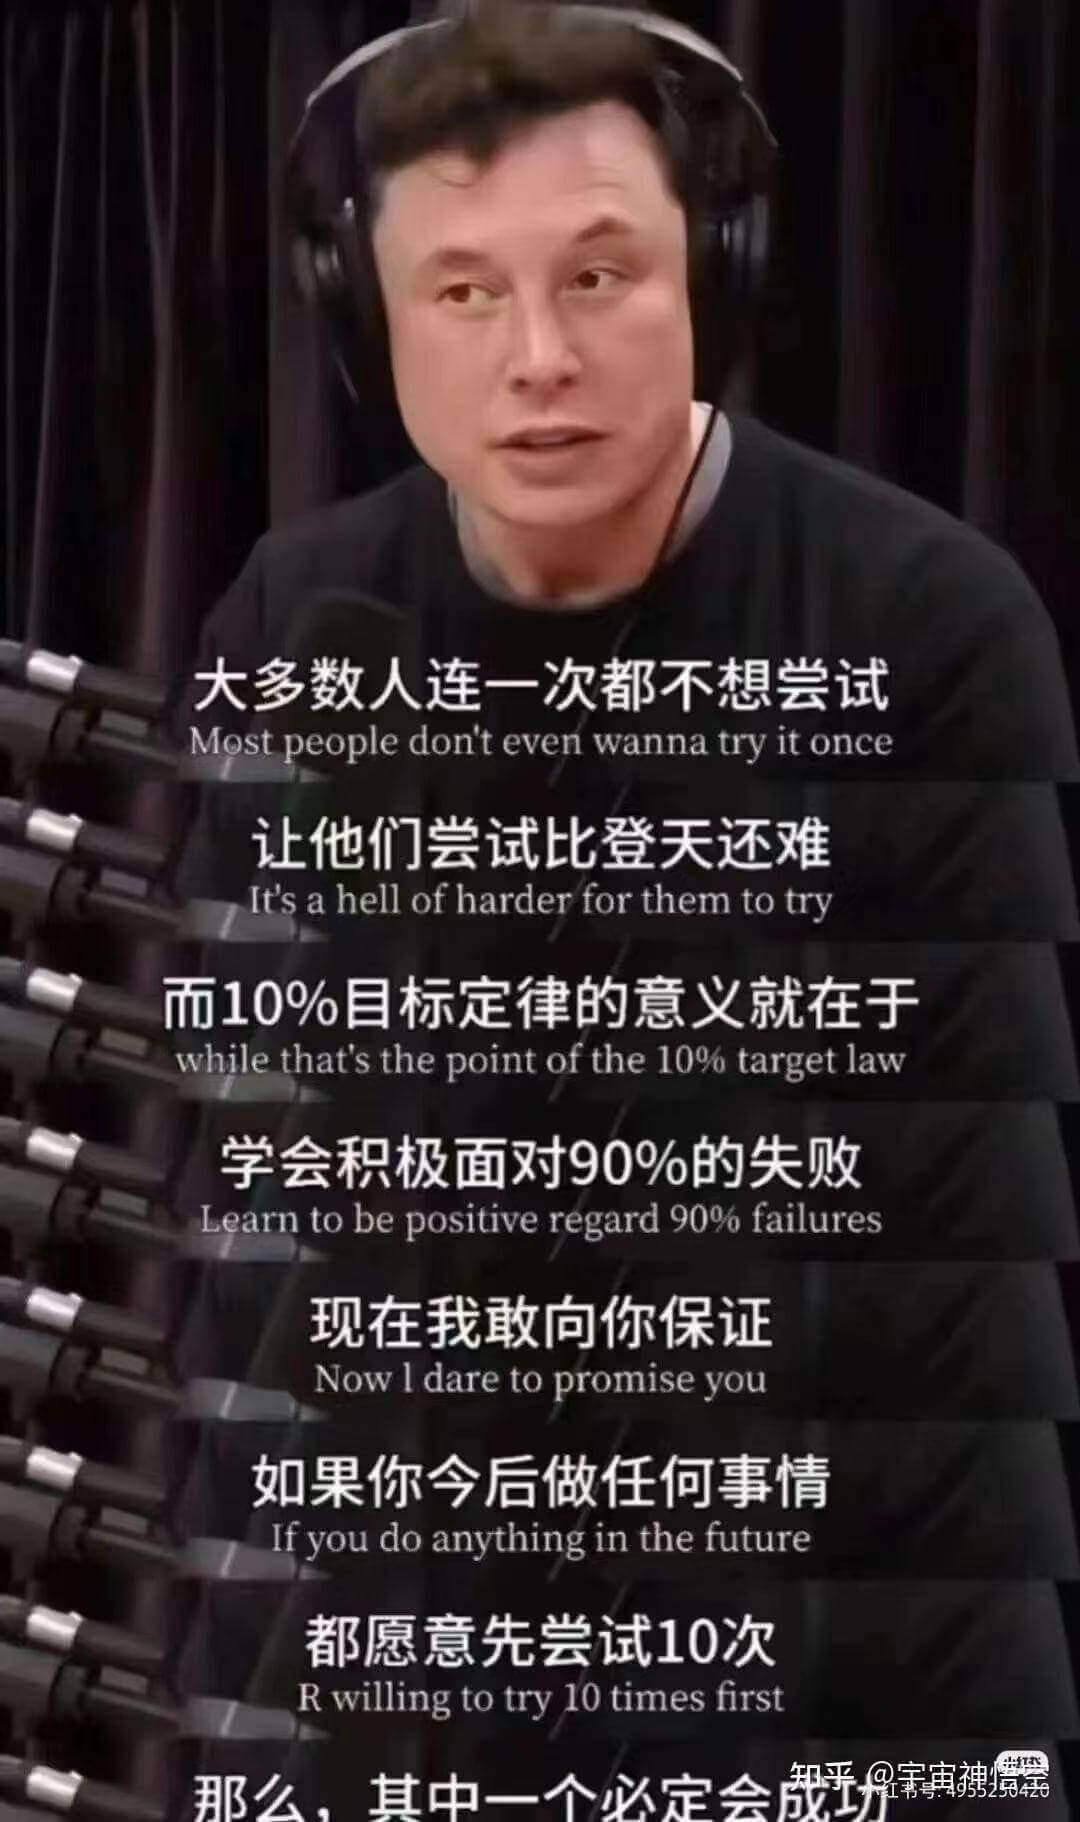 大多数人连一次都不想尝试
Most people don't even wanna try it once
让他们尝试比登天还难
It's a hell of harder for them to try
而10%目标定律的意义就在于
while that's the point of the 10% target law
学会积极面对90%的失败
Learn to be positive regard 90% failures
现在我敢向你保证
Now l dare to promise you
如果你今后做任何事情
If you do anything in the future
都愿意先尝试10次
R willing to try 10 times first
那么，其中一个必定会成功
知乎 @宇宙神悟
小红书号: 4955250420